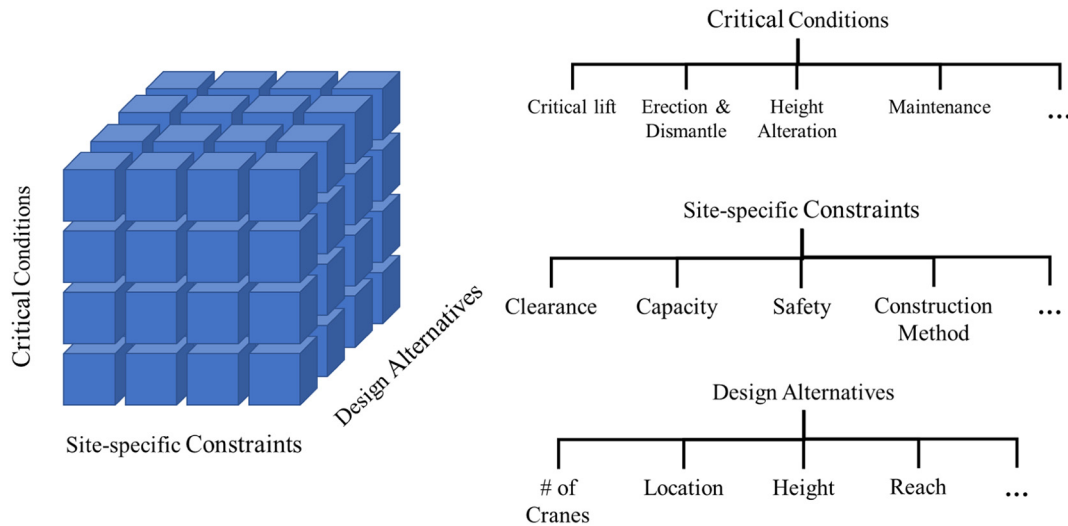 Critical Conditions
Site-specific Constraints
Design Alternatives
Critical Conditions
Critical lift
Erection &
Dismantle
Height
Alteration
Maintenance
...
Site-specific Constraints
Clearance
Capacity
Safety
Construction
Method
...
Design Alternatives
# of
Cranes
Location
Height
Reach
...